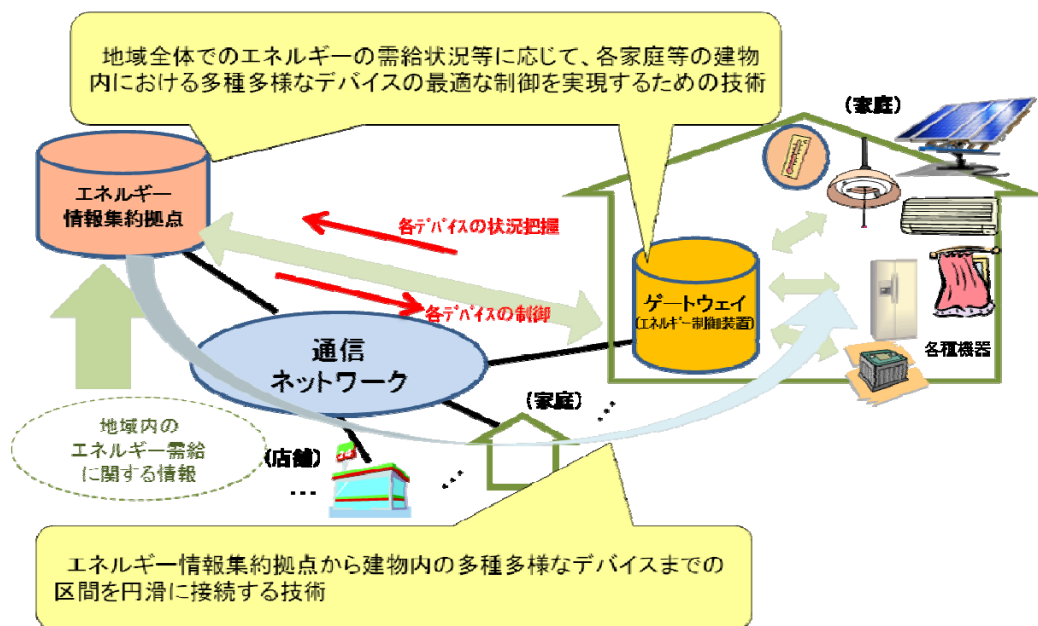 地域全体でのエネルギーの需給状況等に応じて、各家庭等の建物
内における多種多様なデバイスの最適な制御を実現するための技術
(家庭)
エネルギー
情報集約拠点
各ﾃﾞﾊﾞｲｽの状況把握
各ﾃﾞﾊﾞｲｽの制御
ゲートウェイ
(ｴﾈﾙｷﾞｰ制御装置)
各種機器
通信
ネットワーク
(家庭)
…
地域内の
エネルギー需給
に関する情報
(店舗)
…
…
エネルギー情報集約拠点から建物内の多種多様なデバイスまでの
区間を円滑に接続する技術